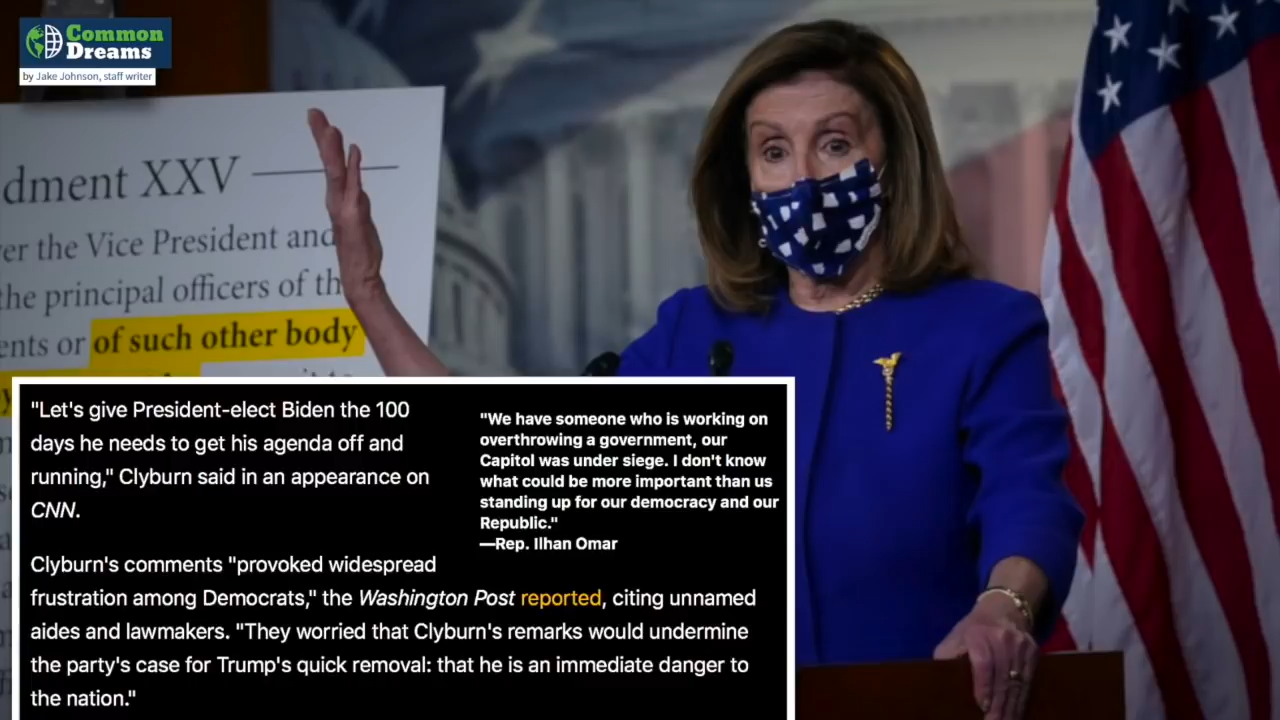 Common
Dreams
by Jake Johnson, staff writer
dment XXV
er the Vice President and
the principal officers of th
ents or of such other body
"Let's give President-elect Biden the 100
days he needs to get his agenda off and
running," Clyburn said in an appearance on
CNN.
"We have someone who is working on
overthrowing a government, our
Capitol was under siege. I don't know
what could be more important than us
standing up for our democracy and our
Republic."
—Rep. Ilhan Omar
Clyburn's comments "provoked widespread
frustration among Democrats," the Washington Post reported, citing unnamed
aides and lawmakers. "They worried that Clyburn's remarks would undermine
the party's case for Trump's quick removal: that he is an immediate danger to
the nation."